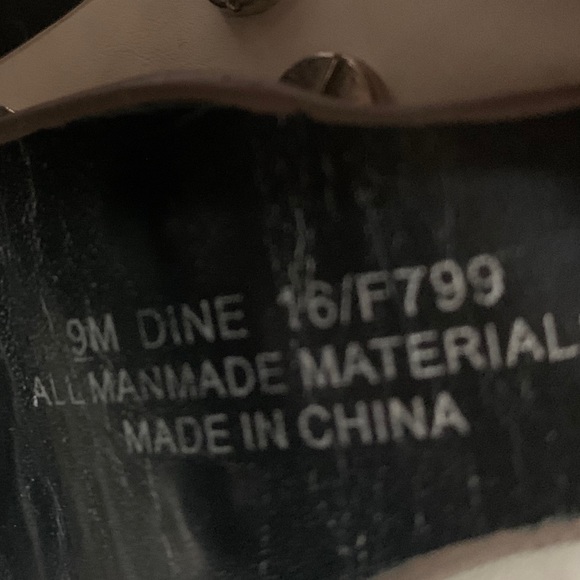 9M DINE 16/F799
ALL MANMADE MATERIAL
MADE IN CHINA